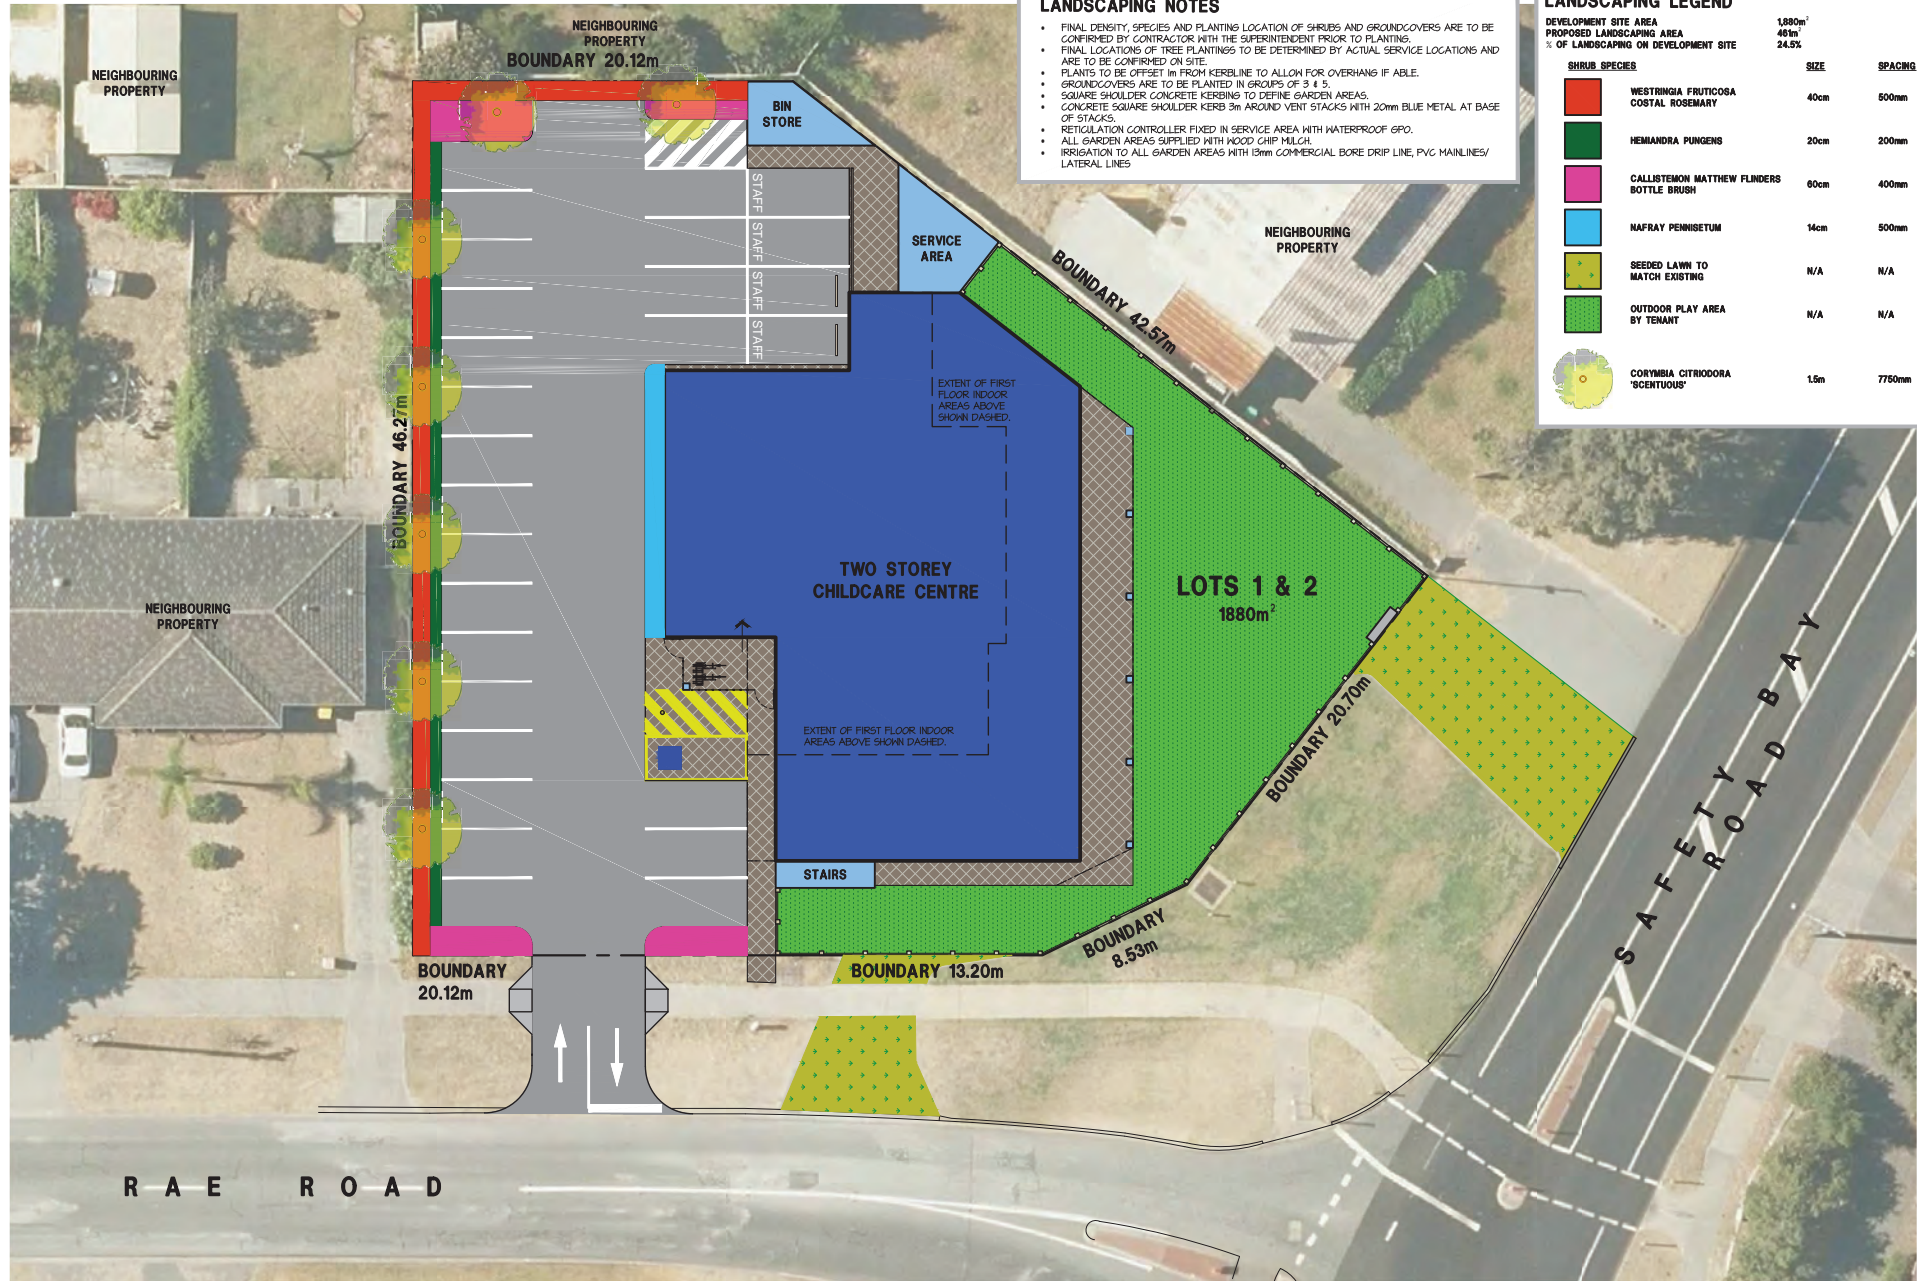 LANDSCAPING NOTES
• FINAL DENSITY, SPECIES AND PLANTING LOCATION OF SHRUBS AND GROUNDCOVERS ARE TO BE
CONFIRMED BY CONTRACTOR WITH THE SUPERINTENDENT PRIOR TO PLANTING.
• FINAL LOCATIONS OF TREE PLANTINGS TO BE DETERMINED BY ACTUAL SERVICE LOCATIONS AND
ARE TO BE CONFIRMED ON SITE.
• PLANTS TO BE OFFSET 1m FROM KERBLINE TO ALLOW FOR OVERHANG IF ABLE.
• GROUNDCOVERS ARE TO BE PLANTED IN GROUPS OF 3 & 5.
• SQUARE SHOULDER CONCRETE KERBING TO DEFINE GARDEN AREAS.
• CONCRETE SQUARE SHOULDER KERB 3m AROUND VENT STACKS WITH 20mm BLUE METAL AT BASE
OF STACKS.
• RETICULATION CONTROLLER FIXED IN SERVICE AREA WITH WATERPROOF GPO.
• ALL GARDEN AREAS SUPPLIED WITH WOOD CHIP MULCH.
• IRRIGATION TO ALL GARDEN AREAS WITH 13mm COMMERCIAL BORE DRIP LINE, PVC MAINLINES/
LATERAL LINES
LANDSCAPING LEGEND
DEVELOPMENT SITE AREA 1,880m²
PROPOSED LANDSCAPING AREA 461m²
% OF LANDSCAPING ON DEVELOPMENT SITE 24.5%
SHRUB SPECIES SIZE SPACING
WESTRINGIA FRUTICOSA
COSTAL ROSEMARY 40cm 500mm
HEMIANDRA PUNGENS 20cm 200mm
CALLISTEMON MATTHEW FLINDERS
BOTTLE BRUSH 60cm 400mm
NAFRAY PENNISETUM 14cm 500mm
SEEDED LAWN TO
MATCH EXISTING N/A N/A
OUTDOOR PLAY AREA
BY TENANT N/A N/A
CORYMBIA CITRIODORA
'SCENTUOUS' 1.5m 7750mm
NEIGHBOURING
PROPERTY
NEIGHBOURING
PROPERTY
BOUNDARY 20.12m
BIN
STORE
STAFF
STAFF
STAFF
STAFF
SERVICE
AREA
NEIGHBOURING
PROPERTY
BOUNDARY 42.57m
EXTENT OF FIRST
FLOOR INDOOR
AREAS ABOVE
SHOWN DASHED.
BOUNDARY 46.27m
TWO STOREY
CHILDCARE CENTRE
LOTS 1 & 2
1880m²
NEIGHBOURING
PROPERTY
EXTENT OF FIRST FLOOR INDOOR
AREAS ABOVE SHOWN DASHED.
BOUNDARY 20.70m
STAIRS
BOUNDARY
8.53m
BOUNDARY 13.20m
BOUNDARY
20.12m
SAFETY BAY
ROAD
RAE ROAD